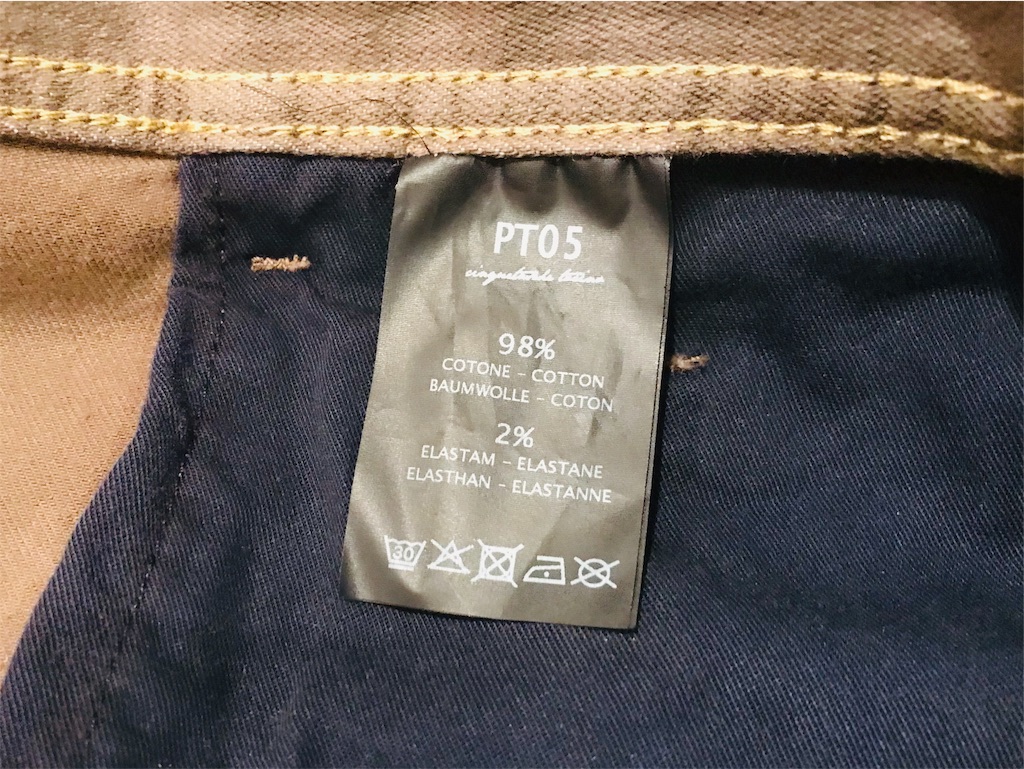 PT05
98%
COTONE - COTTON
BAUMWOLLE - COTON
2%
ELASTAM - ELASTANE
ELASTHAN - ELASTANNE
30